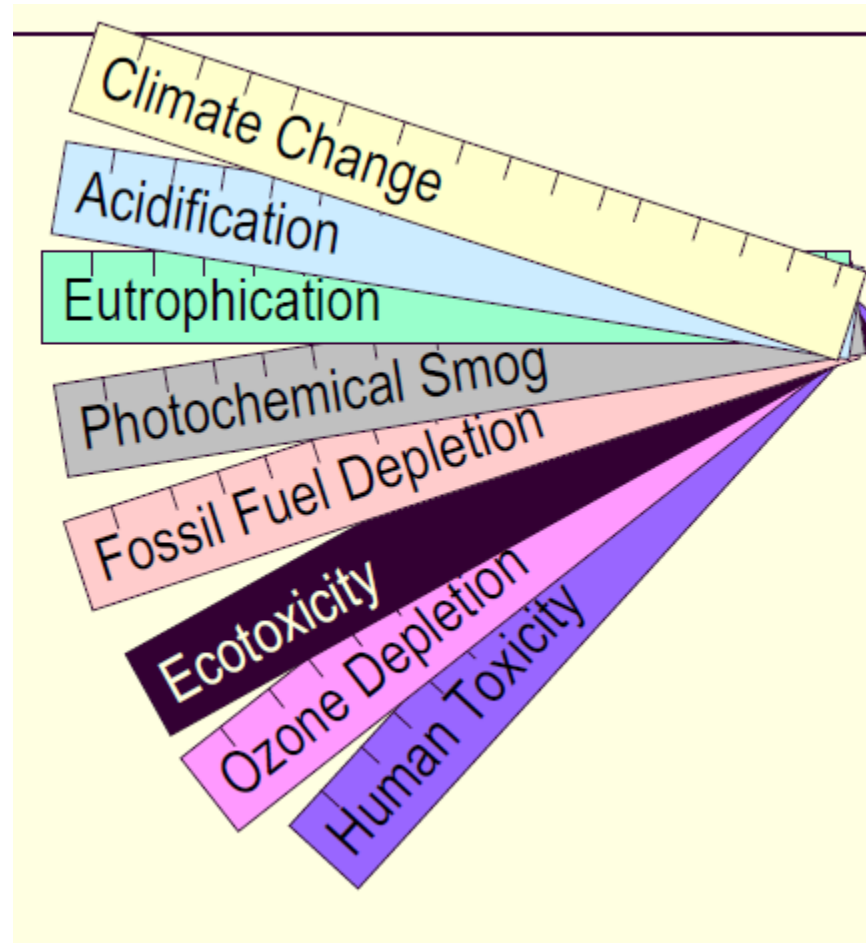 Climate Change
Acidification
Eutrophication
Photochemical Smog
Fossil Fuel Depletion
Ecotoxicity
Ozone Depletion
Human Toxicity